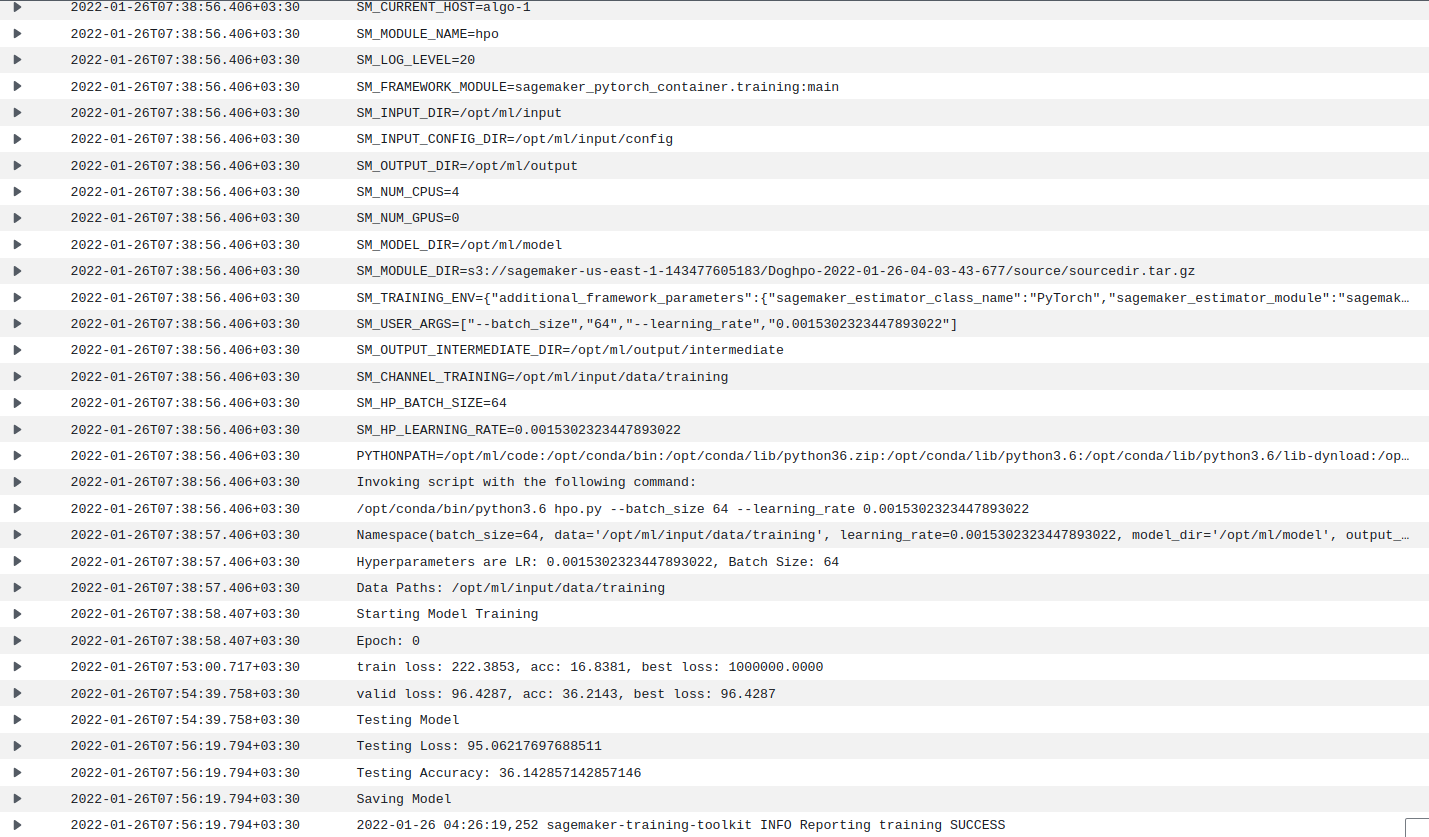 2022-01-26T07:38:56.406+03:30 SM_CURRENT_HOST=algo-1
2022-01-26T07:38:56.406+03:30 SM_MODULE_NAME=hpo
2022-01-26T07:38:56.406+03:30 SM_LOG_LEVEL=20
2022-01-26T07:38:56.406+03:30 SM_FRAMEWORK_MODULE=sagemaker_pytorch_container.training:main
2022-01-26T07:38:56.406+03:30 SM_INPUT_DIR=/opt/ml/input
2022-01-26T07:38:56.406+03:30 SM_INPUT_CONFIG_DIR=/opt/ml/input/config
2022-01-26T07:38:56.406+03:30 SM_OUTPUT_DIR=/opt/ml/output
2022-01-26T07:38:56.406+03:30 SM_NUM_CPUS=4
2022-01-26T07:38:56.406+03:30 SM_NUM_GPUS=0
2022-01-26T07:38:56.406+03:30 SM_MODEL_DIR=/opt/ml/model
2022-01-26T07:38:56.406+03:30 SM_MODULE_DIR=s3://sagemaker-us-east-1-143477605183/Doghpo-2022-01-26-04-03-43-677/source/sourcedir.tar.gz
2022-01-26T07:38:56.406+03:30 SM_TRAINING_ENV={"additional_framework_parameters":{"sagemaker_estimator_class_name":"PyTorch","sagemaker_estimator_module":"sagemak…
2022-01-26T07:38:56.406+03:30 SM_USER_ARGS=["--batch_size","64","--learning_rate","0.0015302323447893022"]
2022-01-26T07:38:56.406+03:30 SM_OUTPUT_INTERMEDIATE_DIR=/opt/ml/output/intermediate
2022-01-26T07:38:56.406+03:30 SM_CHANNEL_TRAINING=/opt/ml/input/data/training
2022-01-26T07:38:56.406+03:30 SM_HP_BATCH_SIZE=64
2022-01-26T07:38:56.406+03:30 SM_HP_LEARNING_RATE=0.0015302323447893022
2022-01-26T07:38:56.406+03:30 PYTHONPATH=/opt/ml/code:/opt/conda/bin:/opt/conda/lib/python36.zip:/opt/conda/lib/python3.6:/opt/conda/lib/python3.6/lib-dynload:/op…
2022-01-26T07:38:56.406+03:30 Invoking script with the following command:
2022-01-26T07:38:56.406+03:30 /opt/conda/bin/python3.6 hpo.py --batch_size 64 --learning_rate 0.0015302323447893022
2022-01-26T07:38:57.406+03:30 Namespace(batch_size=64, data='/opt/ml/input/data/training', learning_rate=0.0015302323447893022, model_dir='/opt/ml/model', output_…
2022-01-26T07:38:57.406+03:30 Hyperparameters are LR: 0.0015302323447893022, Batch Size: 64
2022-01-26T07:38:57.406+03:30 Data Paths: /opt/ml/input/data/training
2022-01-26T07:38:58.407+03:30 Starting Model Training
2022-01-26T07:38:58.407+03:30 Epoch: 0
2022-01-26T07:53:00.717+03:30 train loss: 222.3853, acc: 16.8381, best loss: 1000000.0000
2022-01-26T07:54:39.758+03:30 valid loss: 96.4287, acc: 36.2143, best loss: 96.4287
2022-01-26T07:54:39.758+03:30 Testing Model
2022-01-26T07:56:19.794+03:30 Testing Loss: 95.06217697688511
2022-01-26T07:56:19.794+03:30 Testing Accuracy: 36.142857142857146
2022-01-26T07:56:19.794+03:30 Saving Model
2022-01-26T07:56:19.794+03:30 2022-01-26 04:26:19,252 sagemaker-training-toolkit INFO Reporting training SUCCESS